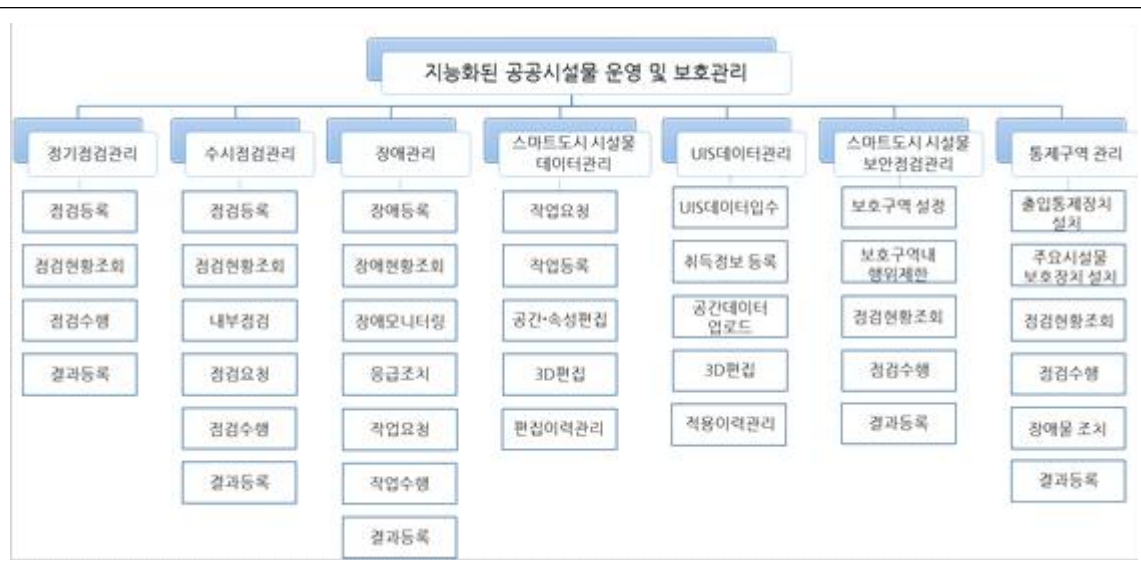 지능화된 공공시설물 운영 및 보호관리
정기점검관리
점검등록
점검현황조회
점검수행
결과등록
수시점검관리
점검등록
점검현황조회
내부점검
점검요청
점검수행
결과등록
장애관리
장애등록
장애현황조회
장애모니터링
응급조치
작업요청
작업수행
결과등록
스마트도시 시설물
데이터관리
작업요청
작업등록
공간•속성편집
3D편집
편집이력관리
UIS데이터관리
UIS데이터입수
취득정보 등록
공간데이터
업로드
3D편집
적용이력관리
스마트도시 시설물
보안점검관리
보호구역 설정
보호구역내
행위제한
점검현황조회
점검수행
결과등록
통제구역 관리
출입통제장치
설치
주요시설물
보호장치 설치
점검현황조회
점검수행
장애물 조치
결과등록